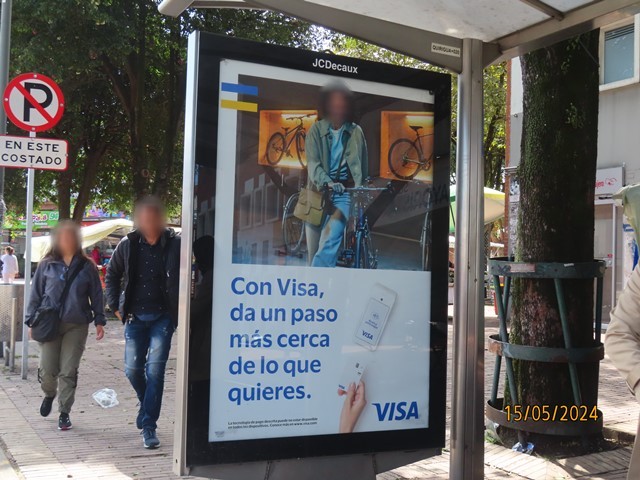 JCDecaux
EN ESTE
COSTADO
Con Visa,
da un paso
más cerca
de lo que
quieres.
VISA
VISA
15/05/2024